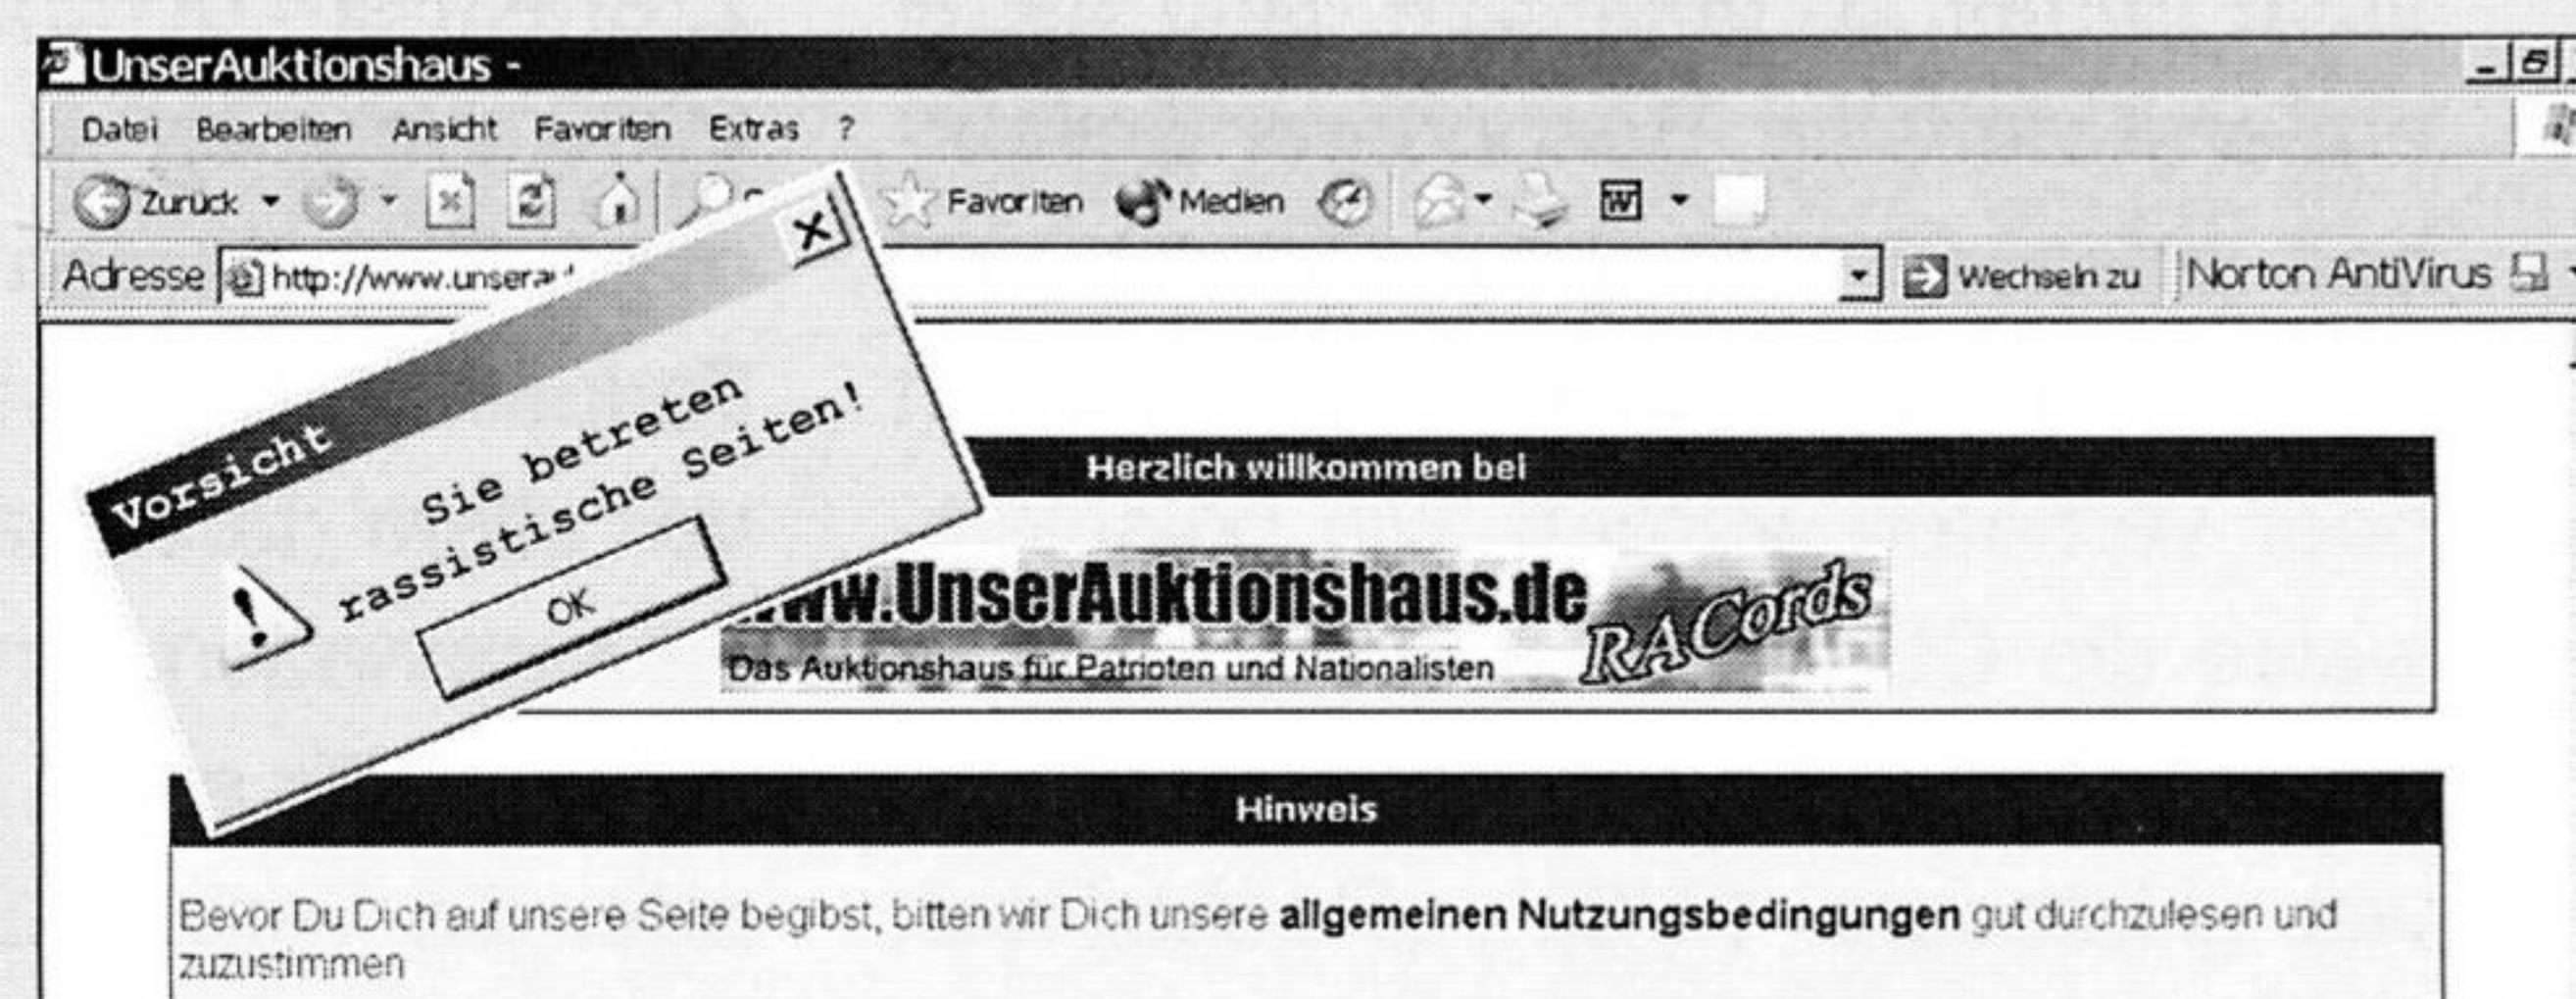 UnserAuktionshaus -
Datei Bearbeiten Ansicht Favoriten Extras ?
Zurück Favoriten Medien
Adresse http://www.unserau Wechseln zu Norton AntiVirus
Vorsicht
Sie betreten
rassistische Seiten!
OK
Herzlich willkommen bei
www.UnserAuktionshaus.de
RACords
Das Auktionshaus für Patrioten und Nationalisten
Hinweis
Bevor Du Dich auf unsere Seite begibst, bitten wir Dich unsere allgemeinen Nutzungsbedingungen gut durchzulesen und
zuzustimmen